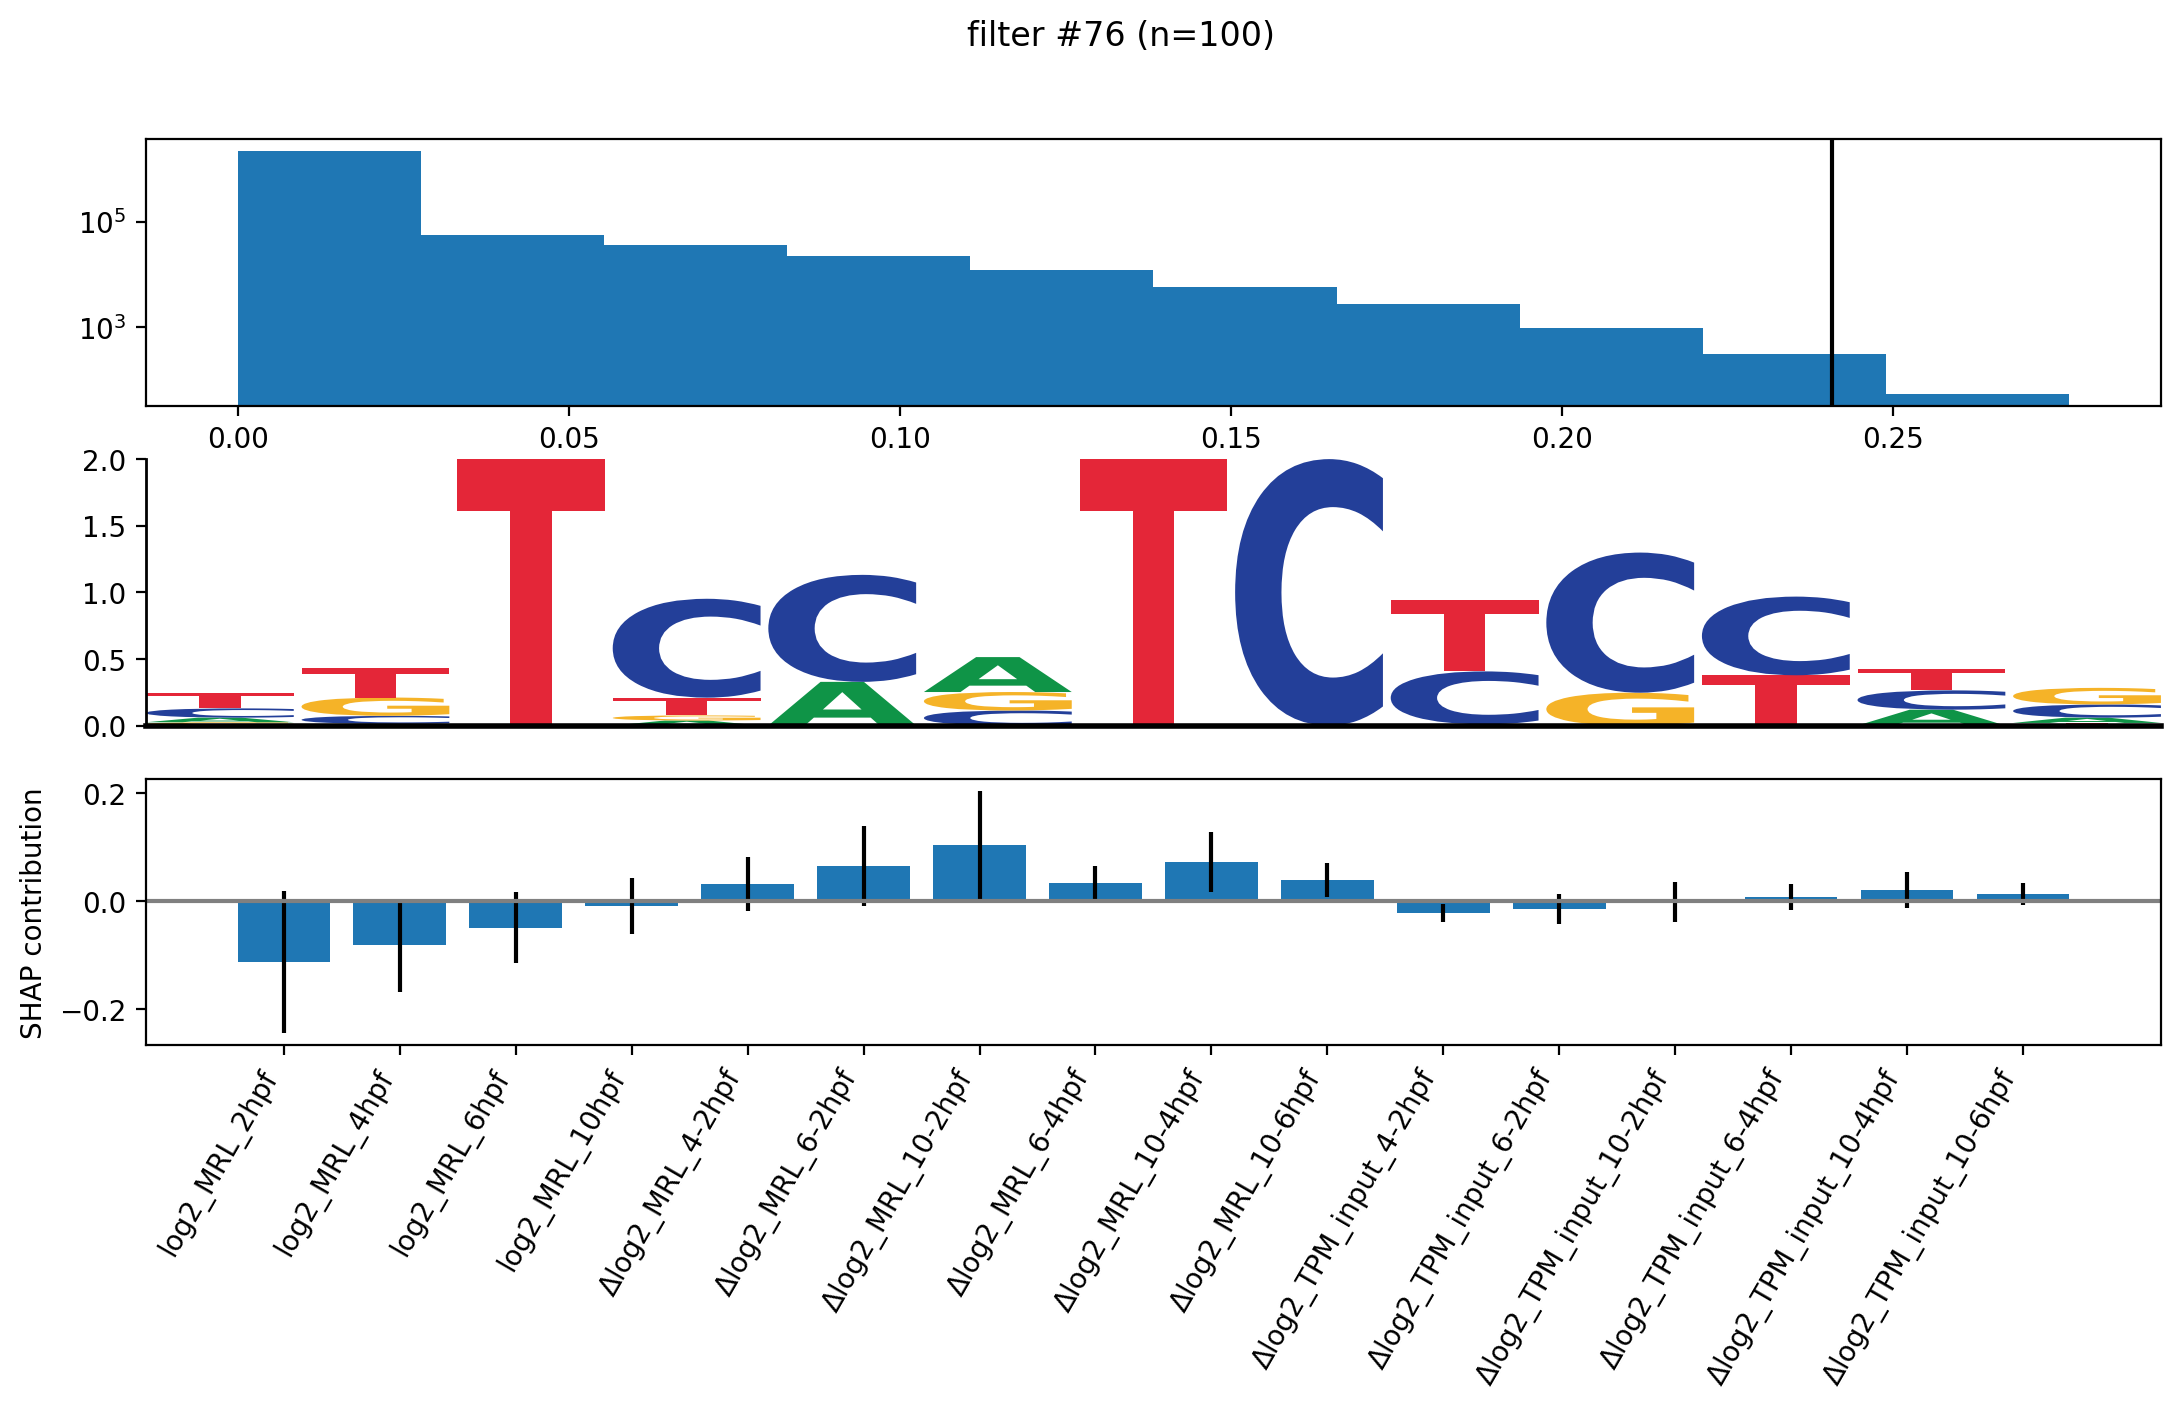 filter #76 (n=100)
10^5
10^3
0.00 0.05 0.10 0.15 0.20 0.25
2.0
1.5
1.0
0.5
0.0
T C A
T G C
T
C T G A
C A
A G C
T
C
T C
C G
C T
T C A
G C A
SHAP contribution
0.2
0.0
−0.2
log2_MRL_2hpf
log2_MRL_4hpf
log2_MRL_6hpf
log2_MRL_10hpf
Δlog2_MRL_4-2hpf
Δlog2_MRL_6-2hpf
Δlog2_MRL_10-2hpf
Δlog2_MRL_6-4hpf
Δlog2_MRL_10-4hpf
Δlog2_MRL_10-6hpf
Δlog2_TPM_input_4-2hpf
Δlog2_TPM_input_6-2hpf
Δlog2_TPM_input_10-2hpf
Δlog2_TPM_input_6-4hpf
Δlog2_TPM_input_10-4hpf
Δlog2_TPM_input_10-6hpf